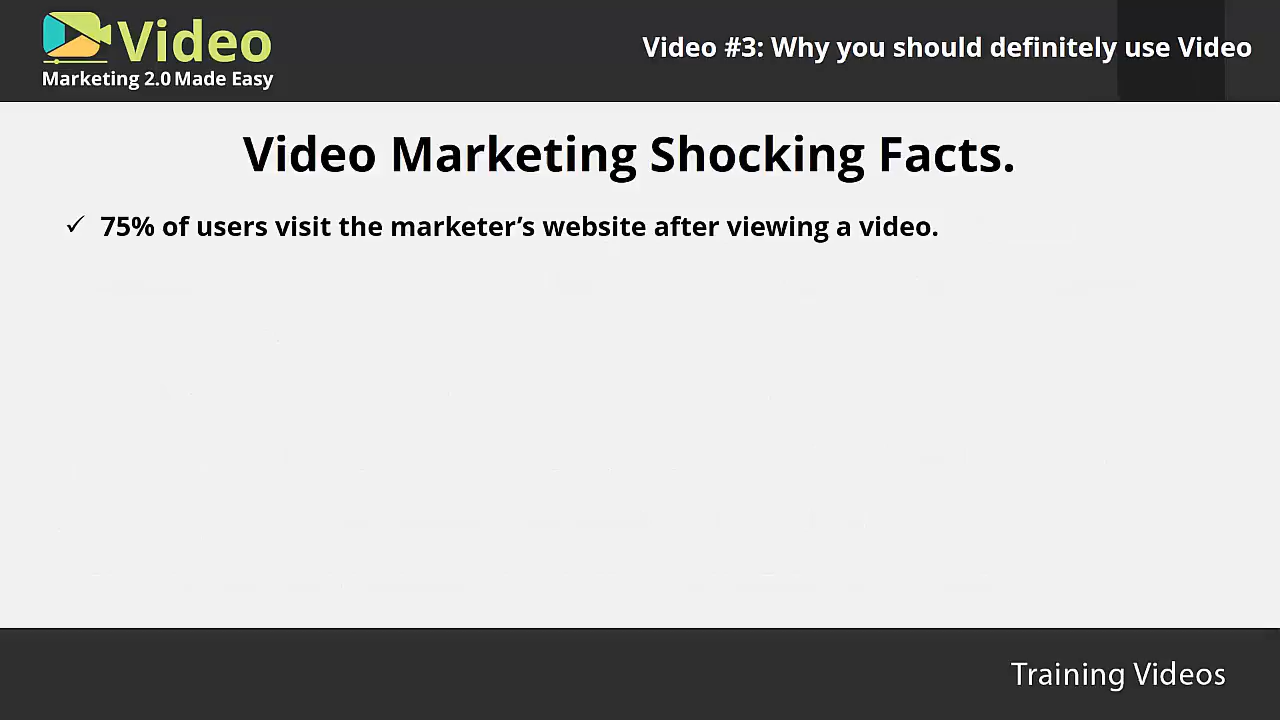 Video
Marketing 2.0 Made Easy
Video #3: Why you should definitely use Video
Video Marketing Shocking Facts.
✓ 75% of users visit the marketer’s website after viewing a video.
Training Videos